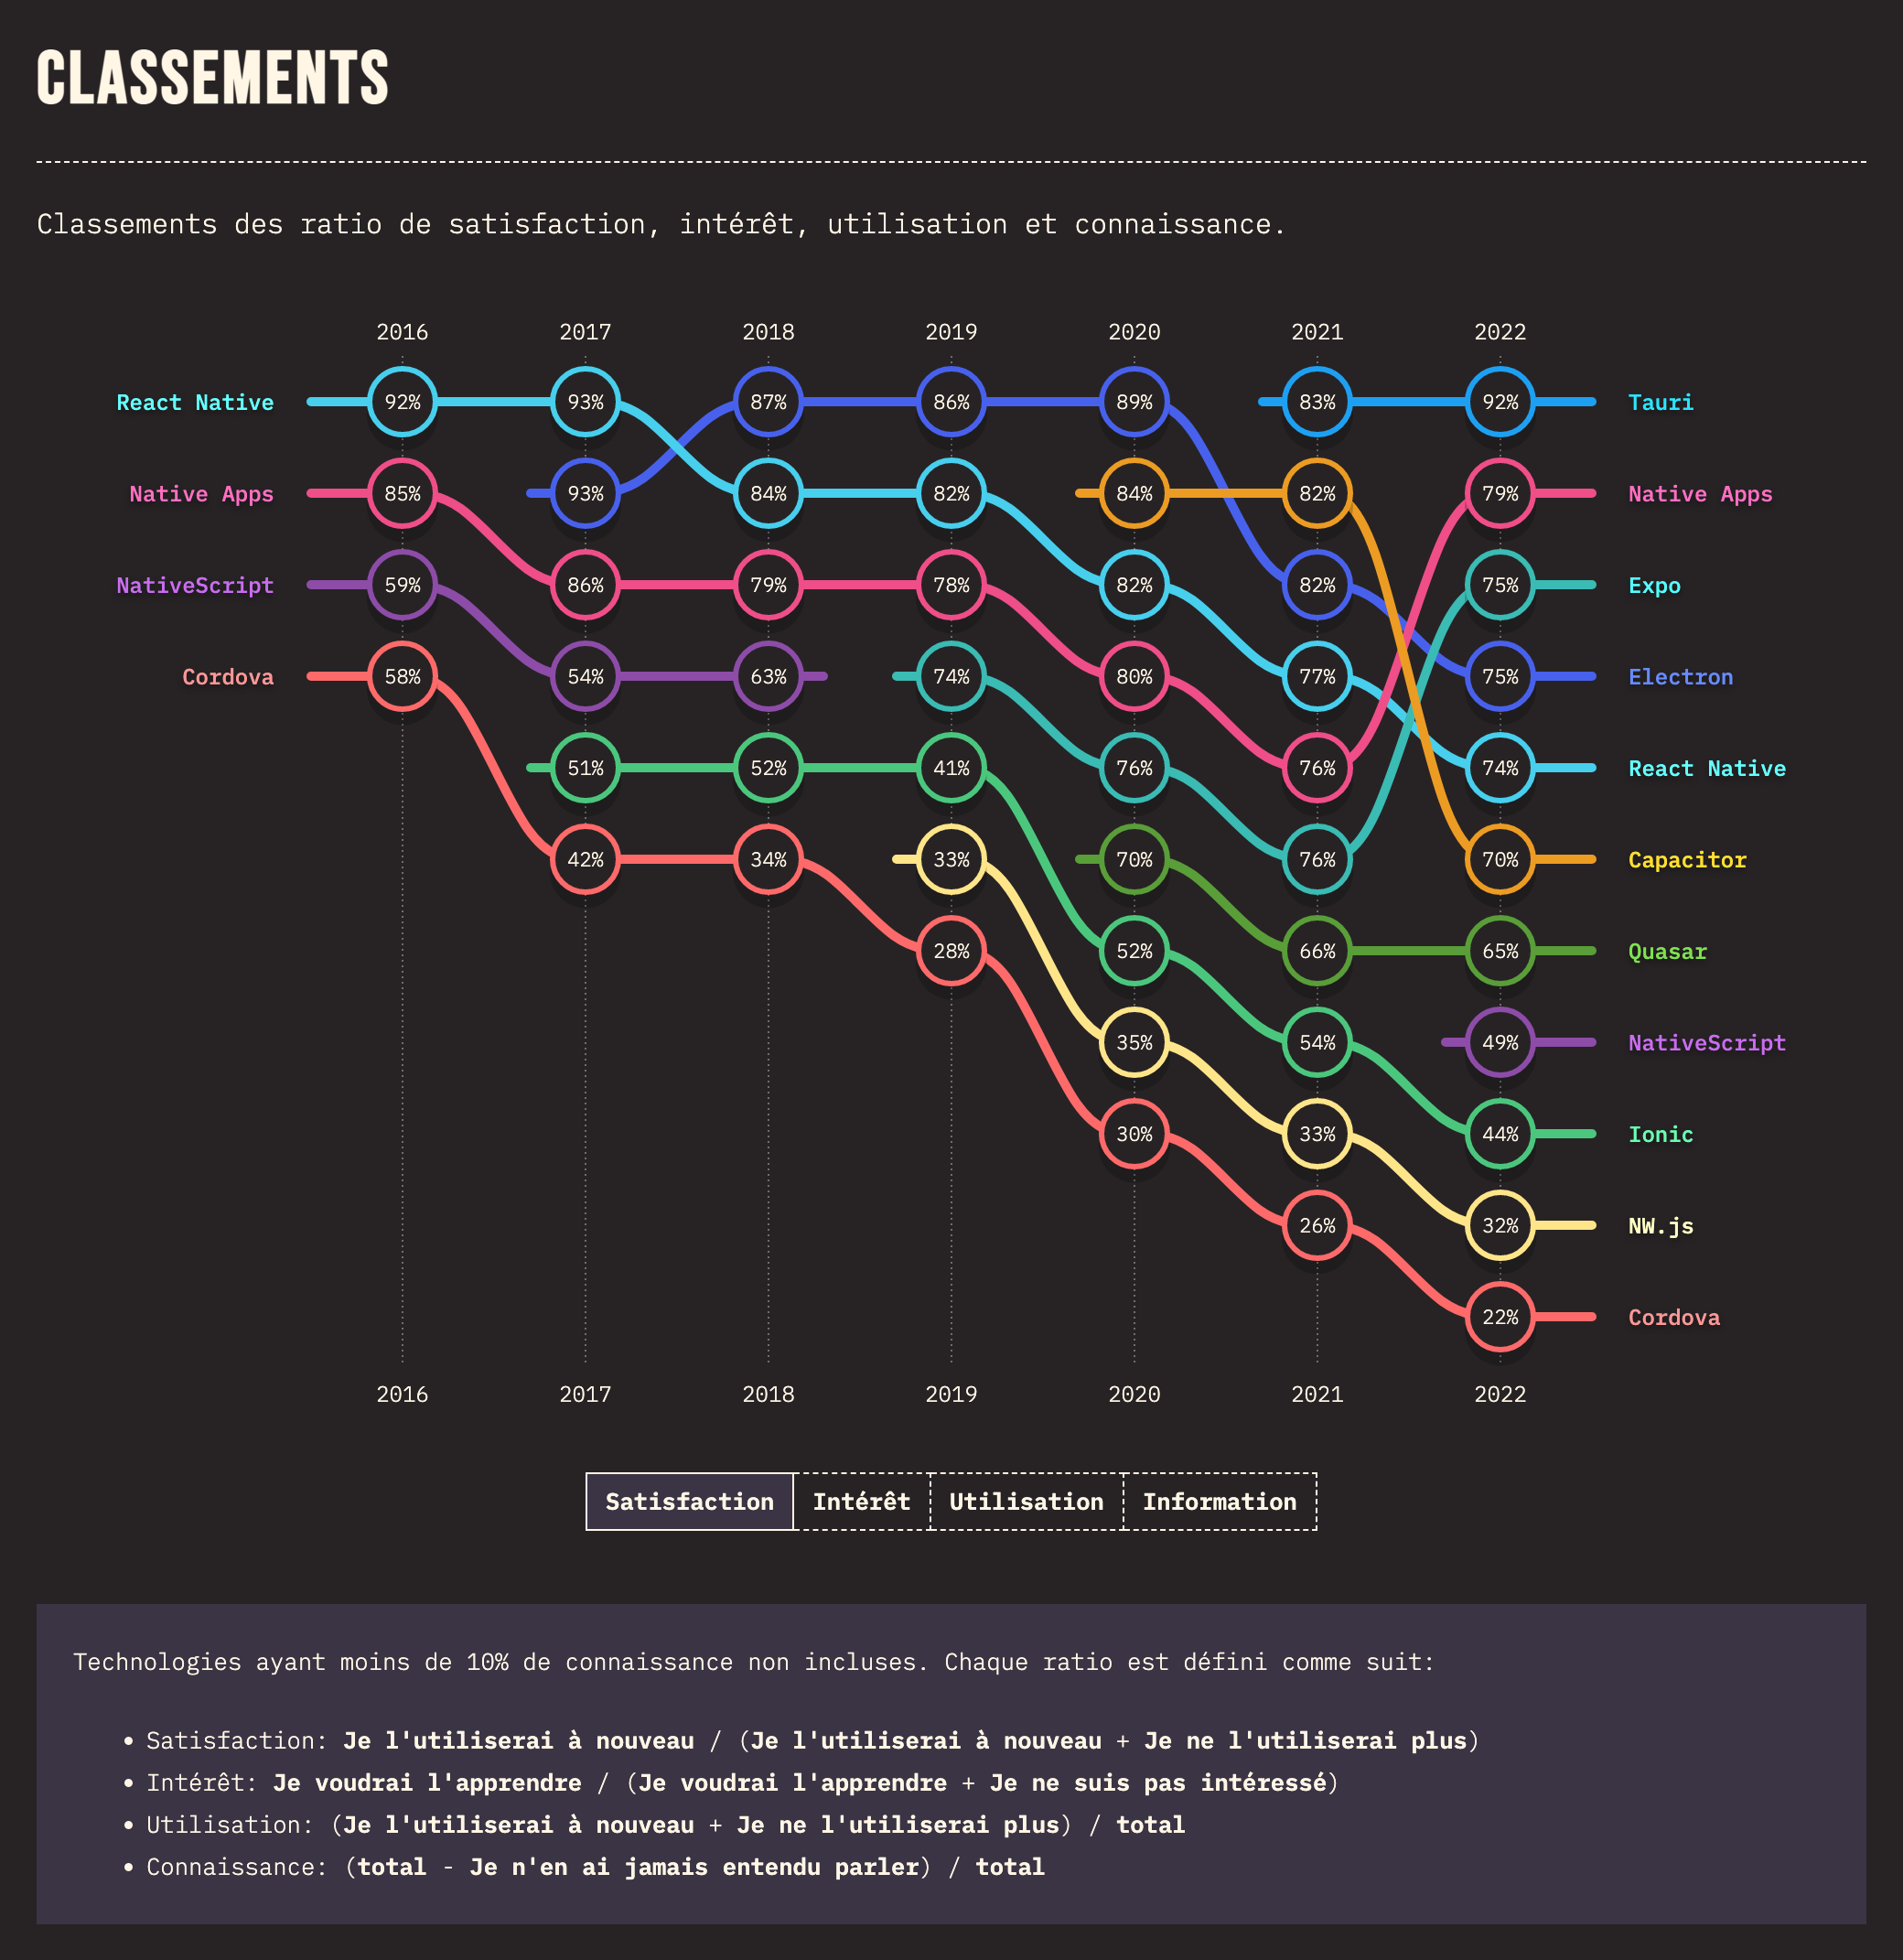 CLASSEMENTS
Classements des ratio de satisfaction, intérêt, utilisation et connaissance.
2016 2017 2018 2019 2020 2021 2022
React Native 92% 93% 87% 86% 89% 83% 92% Tauri
Native Apps 85% 93% 84% 82% 84% 82% 79% Native Apps
NativeScript 59% 86% 79% 78% 82% 82% 75% Expo
Cordova 58% 54% 63% 74% 80% 77% 75% Electron
51% 52% 41% 76% 76% 74% React Native
42% 34% 33% 70% 76% 70% Capacitor
28% 52% 66% 65% Quasar
35% 54% 49% NativeScript
30% 33% 44% Ionic
26% 32% NW.js
22% Cordova
2016 2017 2018 2019 2020 2021 2022
Satisfaction Intérêt Utilisation Information
Technologies ayant moins de 10% de connaissance non incluses. Chaque ratio est défini comme suit:
• Satisfaction: Je l'utiliserai à nouveau / (Je l'utiliserai à nouveau + Je ne l'utiliserai plus)
• Intérêt: Je voudrai l'apprendre / (Je voudrai l'apprendre + Je ne suis pas intéressé)
• Utilisation: (Je l'utiliserai à nouveau + Je ne l'utiliserai plus) / total
• Connaissance: (total - Je n'en ai jamais entendu parler) / total